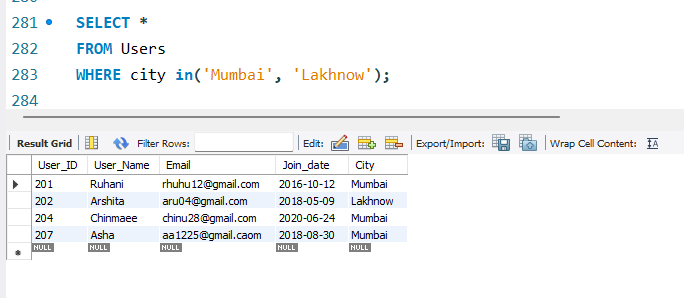 281 SELECT *
282 FROM Users
283 WHERE city in('Mumbai', 'Lakhnow');
284
Result Grid Filter Rows: Edit: Export/Import: Wrap Cell Content:
User_ID User_Name Email Join_date City
201 Ruhani rhuhu12@gmail.com 2016-10-12 Mumbai
202 Arshita aru04@gmail.com 2018-05-09 Lakhnow
204 Chinmaee chinu28@gmail.com 2020-06-24 Mumbai
207 Asha aa1225@gmail.caom 2018-08-30 Mumbai
NULL NULL NULL NULL NULL